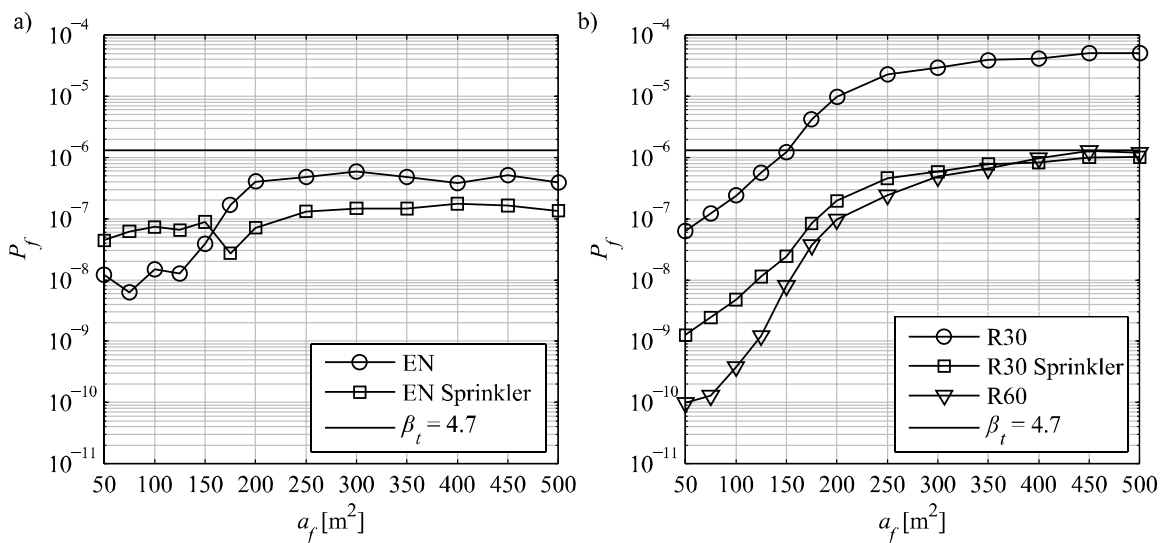 a)
P_f
10⁻⁴
10⁻⁵
10⁻⁶
10⁻⁷
10⁻⁸
10⁻⁹
10⁻¹⁰
10⁻¹¹
50 100 150 200 250 300 350 400 450 500
a_f [m²]
EN
EN Sprinkler
β_t = 4.7
b)
P_f
10⁻⁴
10⁻⁵
10⁻⁶
10⁻⁷
10⁻⁸
10⁻⁹
10⁻¹⁰
10⁻¹¹
50 100 150 200 250 300 350 400 450 500
a_f [m²]
R30
R30 Sprinkler
R60
β_t = 4.7